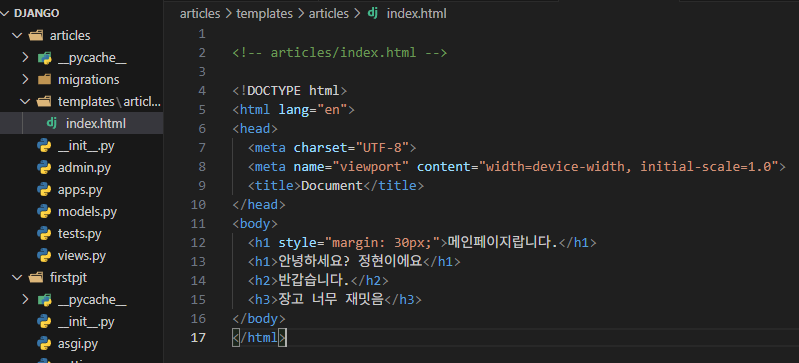 DJANGO
articles
__pycache__
migrations
templates\artic...
dj index.html
__init__.py
admin.py
apps.py
models.py
tests.py
views.py
firstpjt
__pycache__
__init__.py
asgi.py
articles > templates > articles > dj index.html
1
2 <!-- articles/index.html -->
3
4 <!DOCTYPE html>
5 <html lang="en">
6 <head>
7 <meta charset="UTF-8">
8 <meta name="viewport" content="width=device-width, initial-scale=1.0">
9 <title>Document</title>
10 </head>
11 <body>
12 <h1 style="margin: 30px;">메인페이지랍니다.</h1>
13 <h1>안녕하세요? 정현이에요</h1>
14 <h2>반갑습니다.</h2>
15 <h3>장고 너무 재밋음</h3>
16 </body>
17 </html>